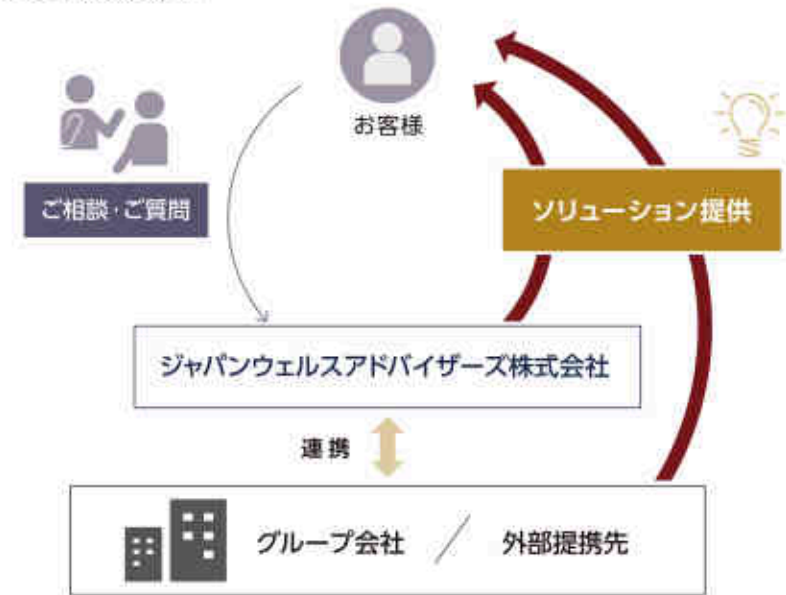 お客様
ご相談・ご質問
ソリューション提供
ジャパンウェルスアドバイザーズ株式会社
連携
グループ会社 / 外部提携先